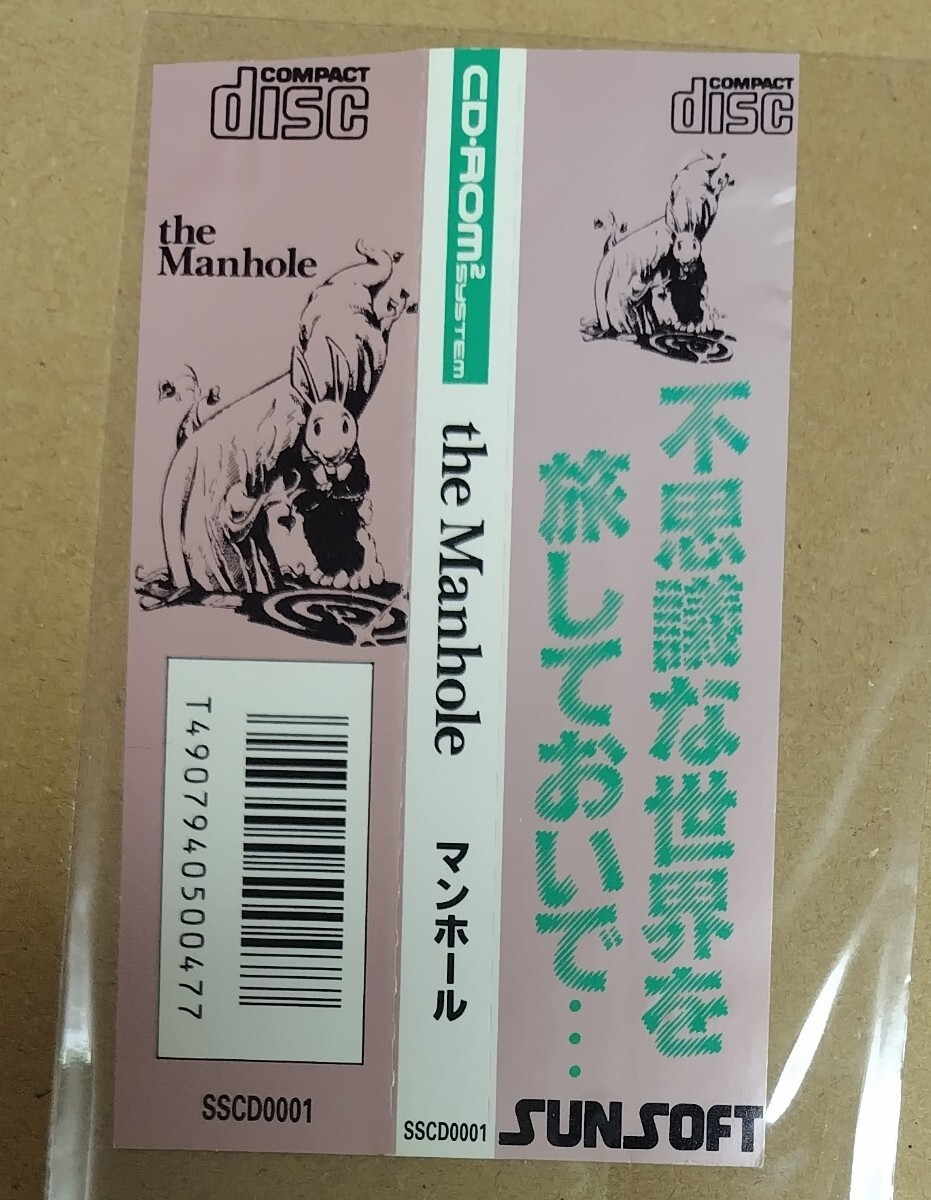 COMPACT
disc
the
Manhole
T4907940500477
SSCD0001
CD-ROM2
SYSTEM
the Manhole
マンホール
SSCD0001
COMPACT
disc
不思議な世界を
旅しておいで……
SUNSOFT